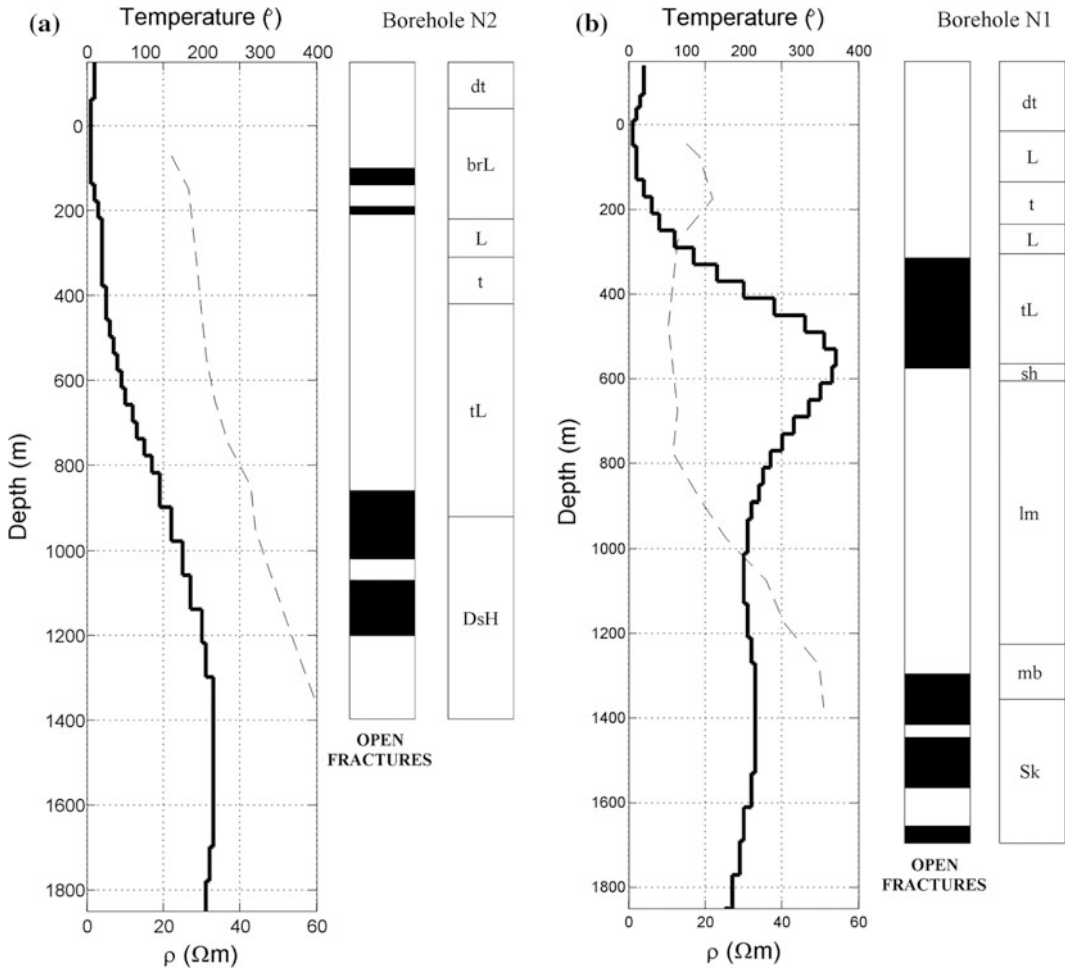 (a)
Temperature (º)
0 100 200 300 400
Borehole N2
Depth (m)
0
200
400
600
800
1000
1200
1400
1600
1800
0 20 40 60
ρ (Ωm)
OPEN
FRACTURES
dt
brL
L
t
tL
DsH
(b)
Temperature (º)
0 100 200 300 400
Borehole N1
Depth (m)
0
200
400
600
800
1000
1200
1400
1600
1800
0 20 40 60
ρ (Ωm)
OPEN
FRACTURES
dt
L
t
L
tL
sh
lm
mb
Sk